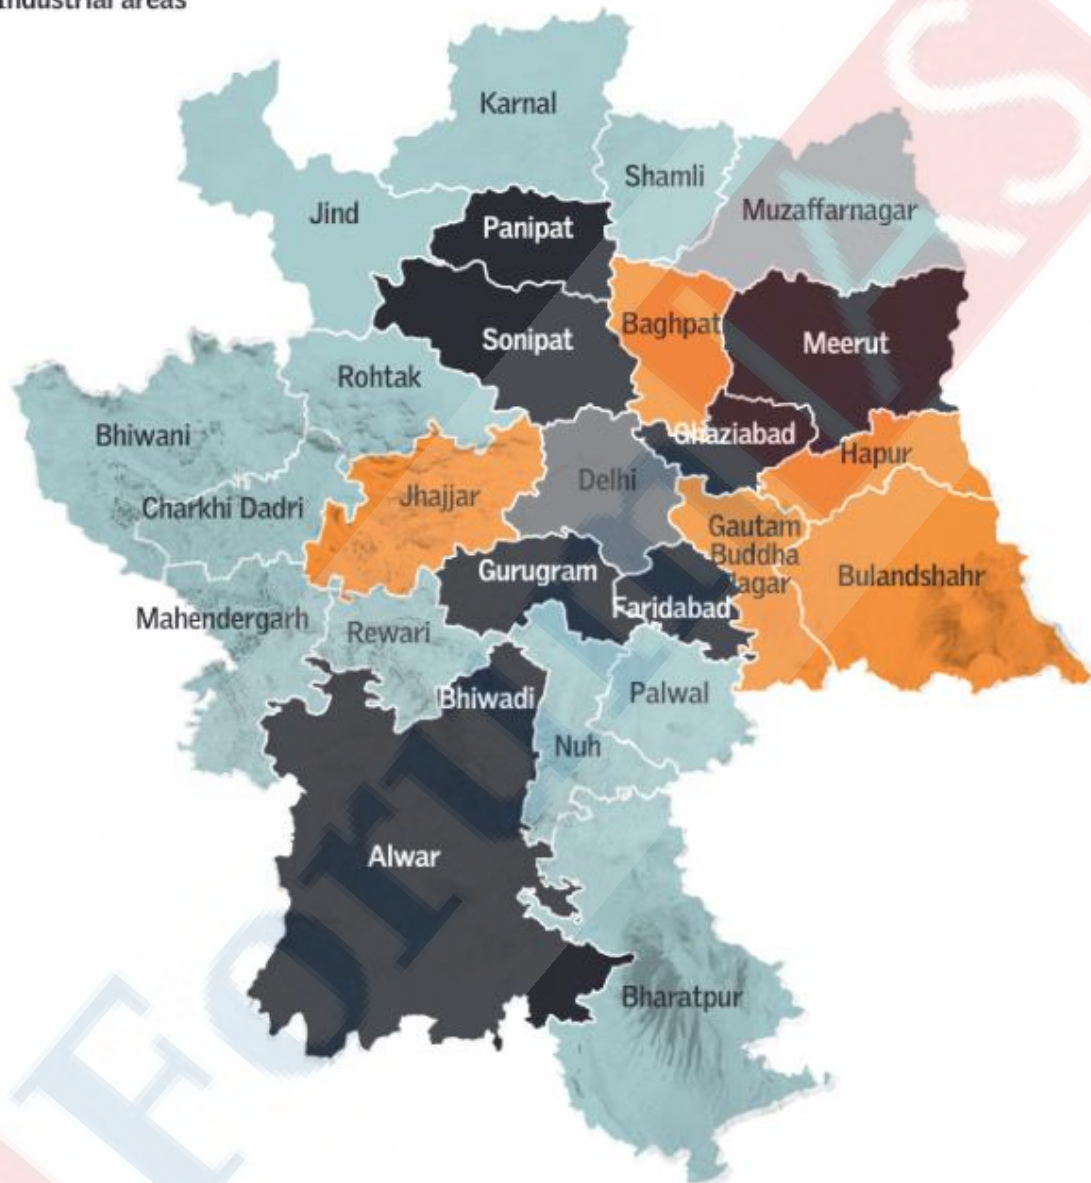 Industrial areas
Karnal
Shamli
Jind
Muzaffarnagar
Panipat
Baghpat
Sonipat
Meerut
Rohtak
Bhiwani
Ghaziabad
Hapur
Delhi
Jhajjar
Charkhi Dadri
Gautam
Buddha
Nagar
Bulandshahr
Gurugram
Faridabad
Mahendergarh
Rewari
Bhiwadi
Palwal
Nuh
Alwar
Bharatpur
ForumIAS